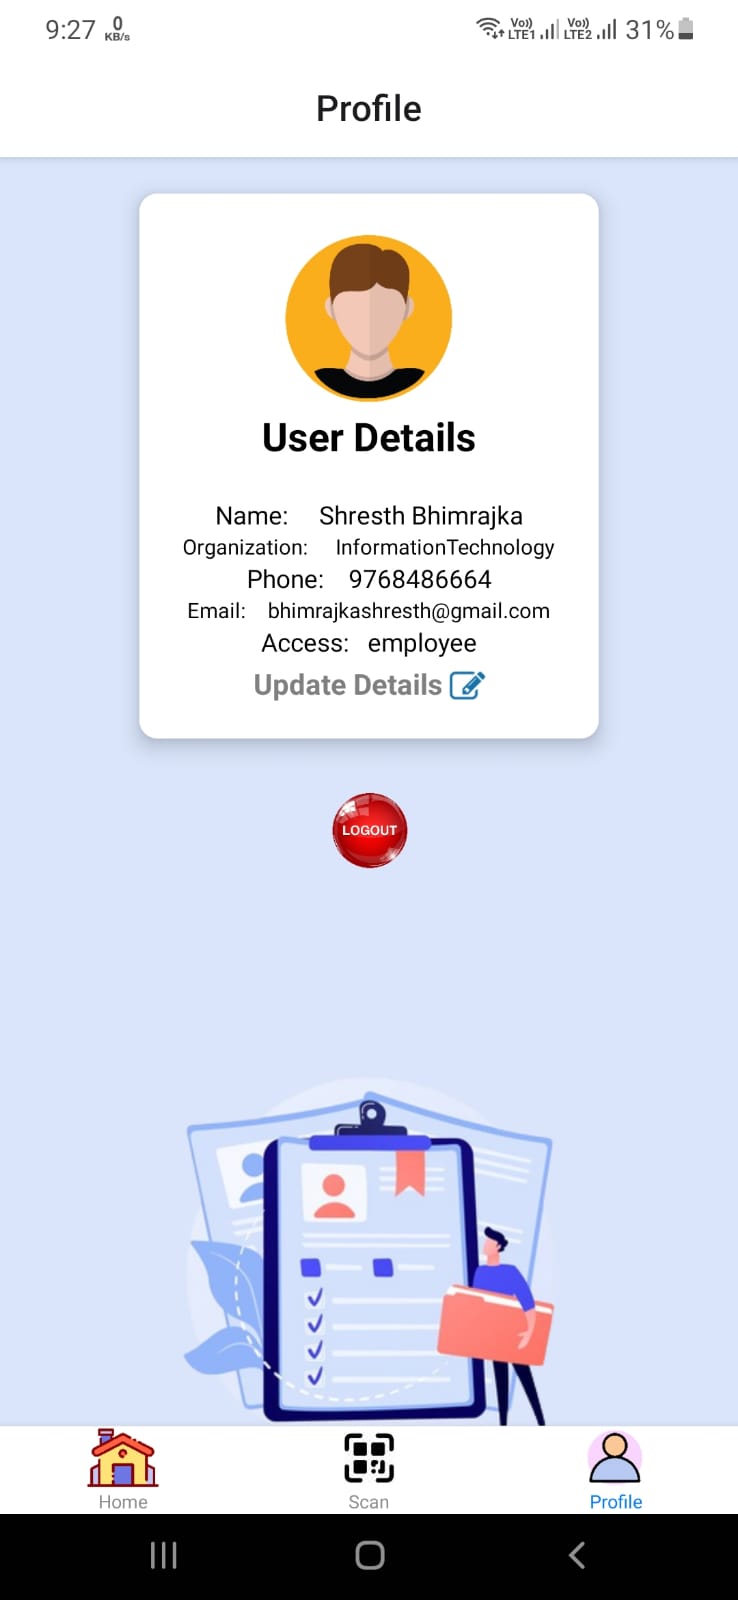 9:27 0 KB/s Vo)) LTE1 Vo)) LTE2 31%
Profile
User Details
Name: Shresth Bhimrajka
Organization: InformationTechnology
Phone: 9768486664
Email: bhimrajkashresth@gmail.com
Access: employee
Update Details
LOGOUT
Home Scan Profile